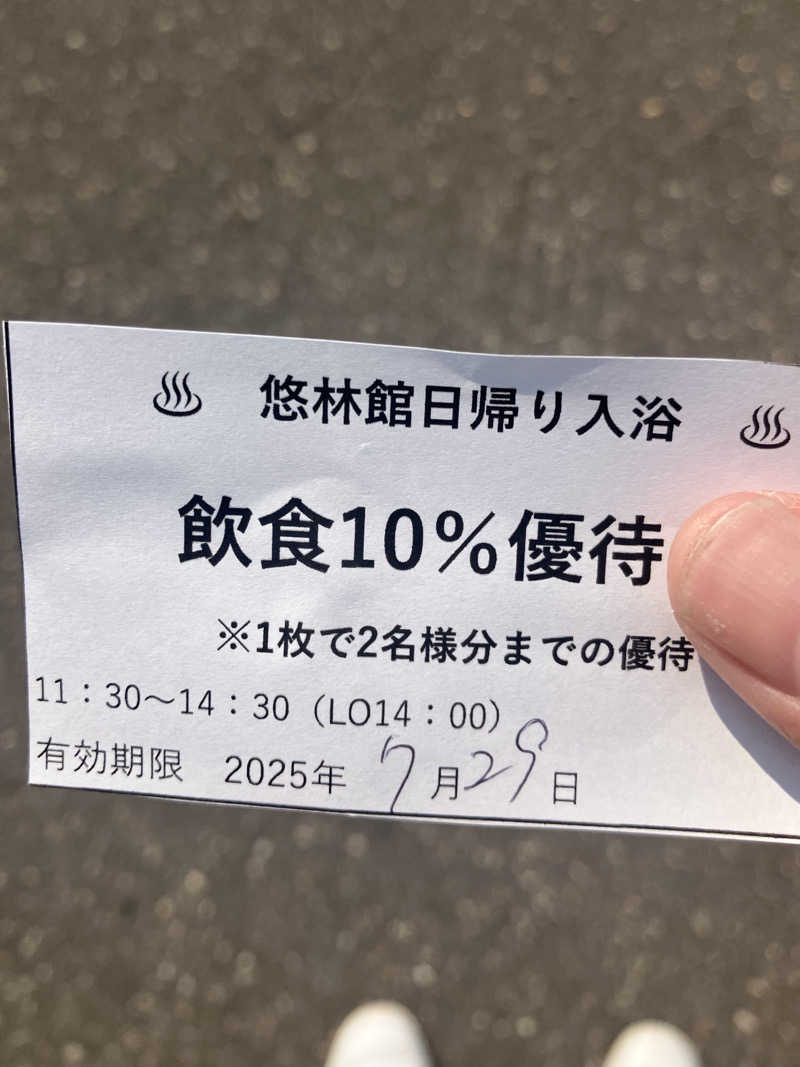 ♨ 悠林館日帰り入浴 ♨
飲食10%優待
※1枚で2名様分までの優待
11：30～14：30（LO14：00）
有効期限 2025年 7月29日